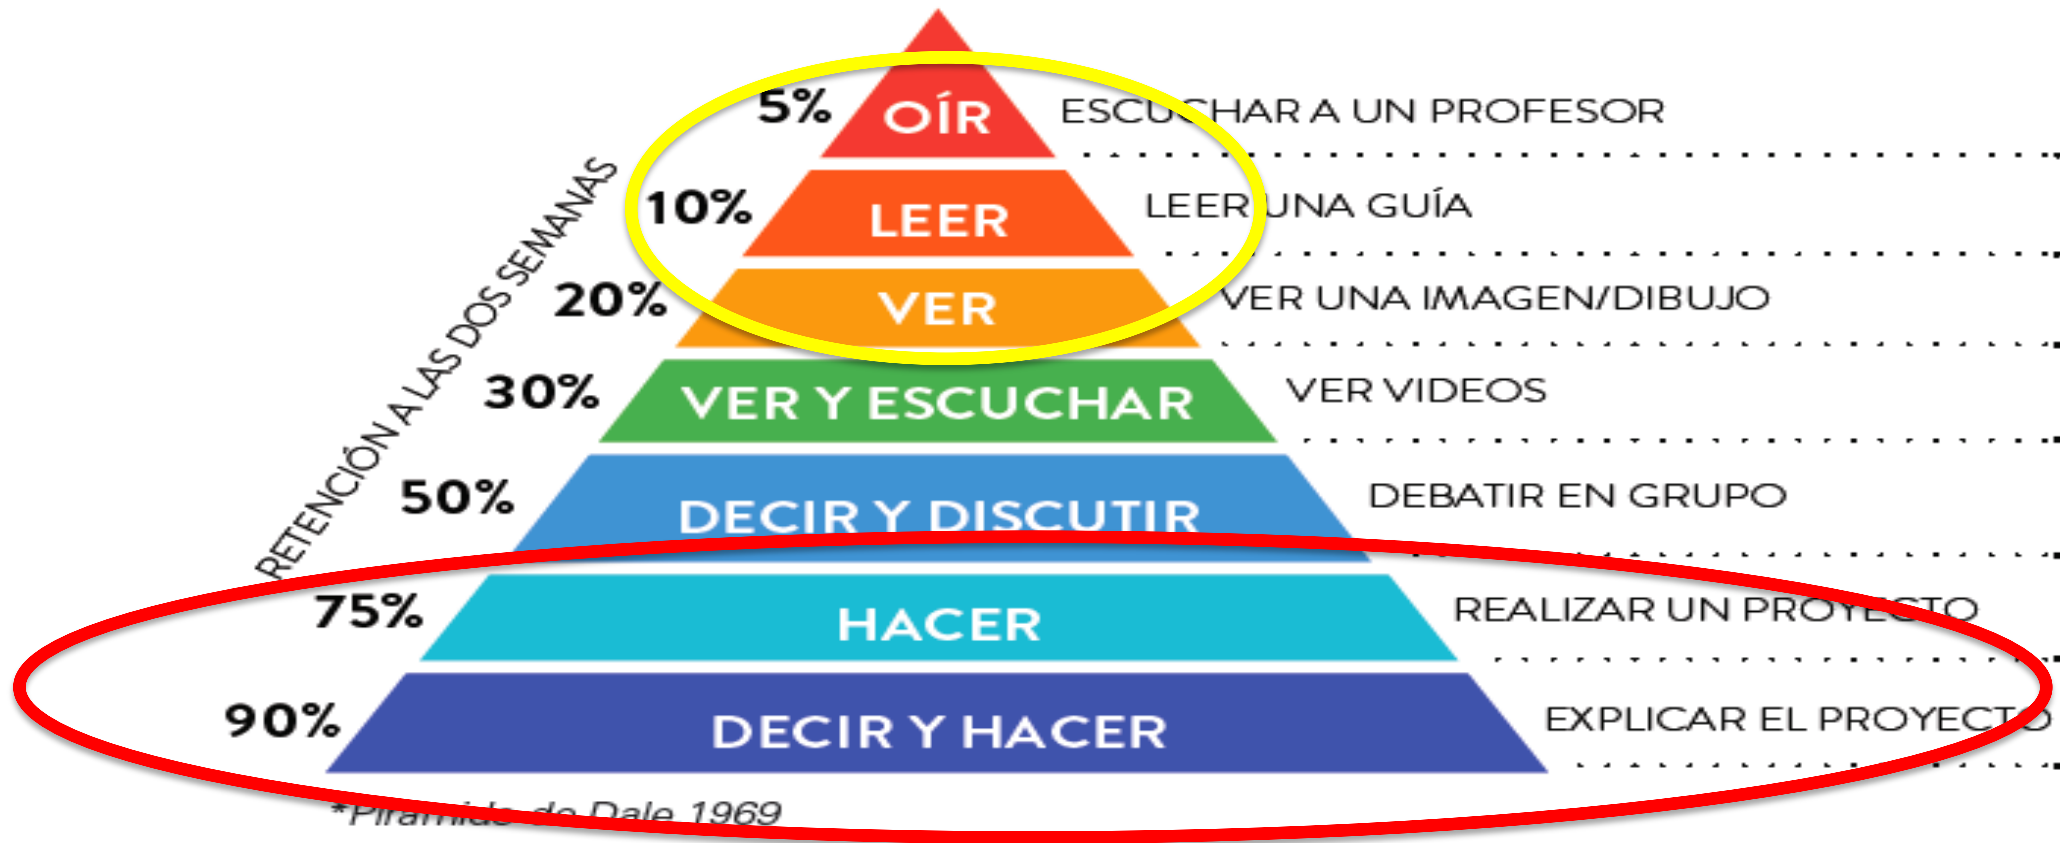 5% OÍR ESCUCHAR A UN PROFESOR
10% LEER LEER UNA GUÍA
20% VER VER UNA IMAGEN/DIBUJO
30% VER Y ESCUCHAR VER VIDEOS
50% DECIR Y DISCUTIR DEBATIR EN GRUPO
75% HACER REALIZAR UN PROYECTO
90% DECIR Y HACER EXPLICAR EL PROYECTO
RETENCIÓN A LAS DOS SEMANAS
*Piramide de Dale 1969